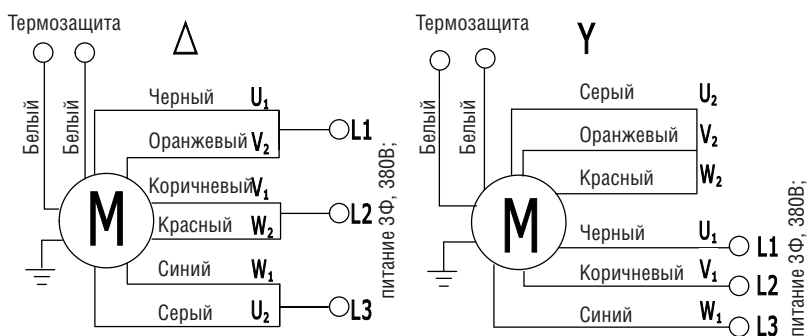 Термозащита
Δ
Белый
Белый
Черный U₁
Оранжевый V₂
L1
Коричневый V₁
Красный W₂
L2
Синий W₁
Серый U₂
L3
M
питание 3Ф, 380В;
Термозащита
Y
Белый
Белый
Серый U₂
Оранжевый V₂
Красный W₂
Черный U₁ L1
Коричневый V₁ L2
Синий W₁ L3
M
питание 3Ф, 380В;